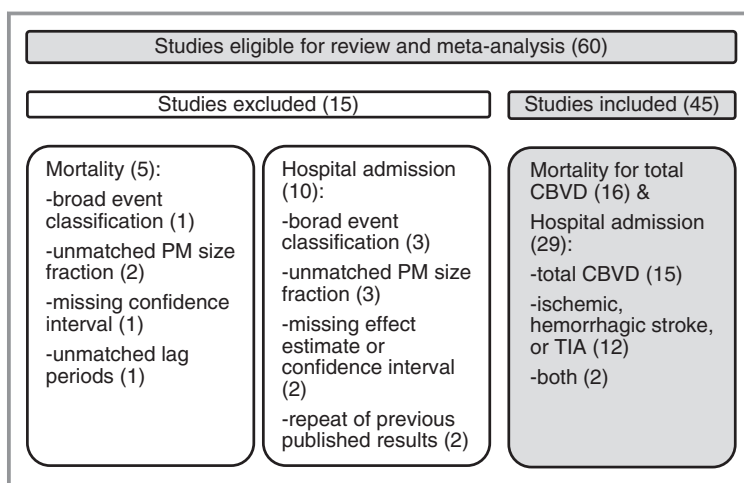 Studies eligible for review and meta-analysis (60)
Studies excluded (15)
Studies included (45)
Mortality (5):
-broad event
classification (1)
-unmatched PM size
fraction (2)
-missing confidence
interval (1)
-unmatched lag
periods (1)
Hospital admission
(10):
-borad event
classification (3)
-unmatched PM size
fraction (3)
-missing effect
estimate or
confidence interval
(2)
-repeat of previous
published results (2)
Mortality for total
CBVD (16) &
Hospital admission
(29):
-total CBVD (15)
-ischemic,
hemorrhagic stroke,
or TIA (12)
-both (2)